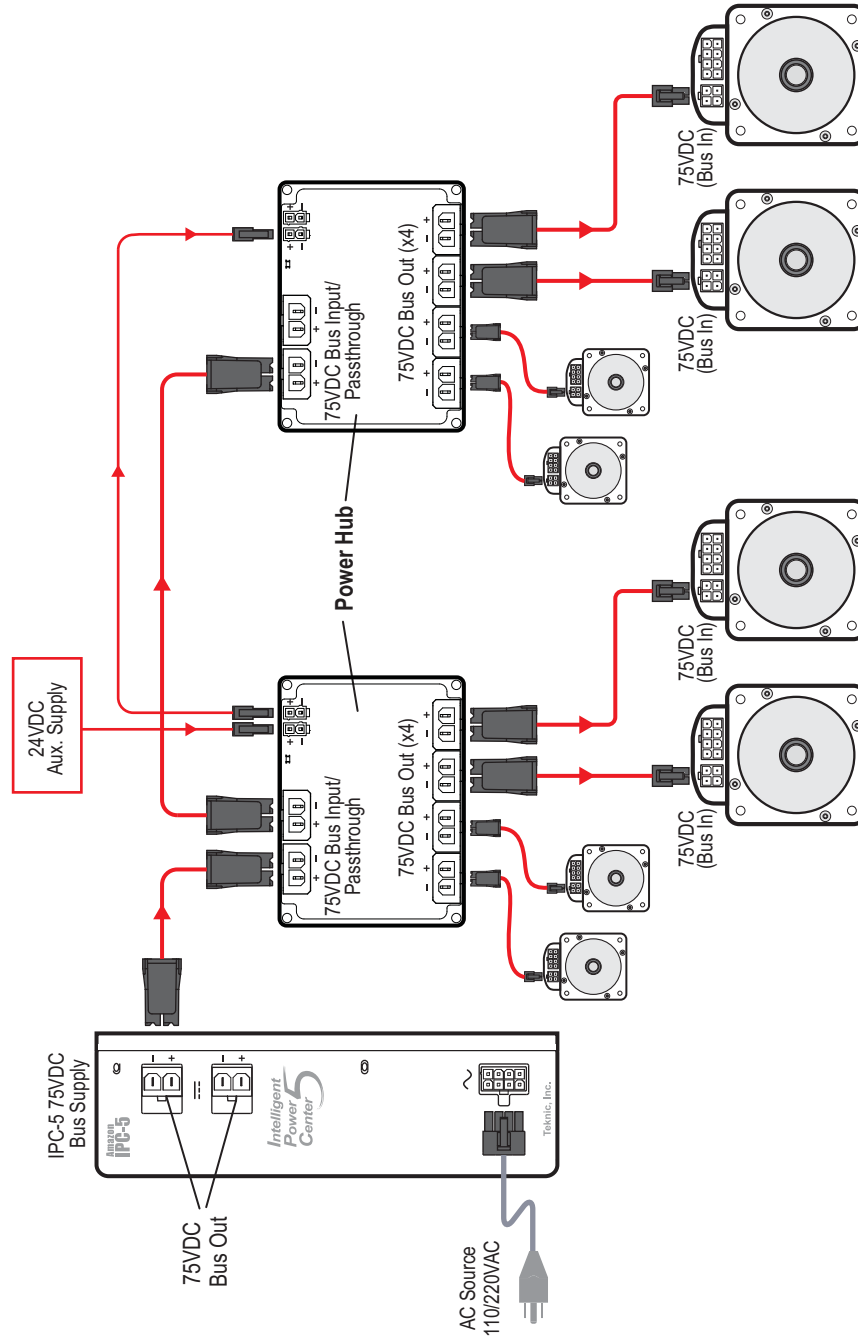 IPC-5 75VDC
Bus Supply
Amazon
IPC-5
- +
- +
Intelligent
Power
Center
5
Teknic, Inc.
75VDC
Bus Out
AC Source
110/220VAC
24VDC
Aux. Supply
Power Hub
+ -
+ -
75VDC Bus Input/
Passthrough
+ -
+ -
75VDC Bus Out (x4)
- +
- +
- +
- +
+ -
+ -
75VDC Bus Input/
Passthrough
+ -
+ -
75VDC Bus Out (x4)
- +
- +
- +
- +
75VDC
(Bus In)
75VDC
(Bus In)
75VDC
(Bus In)
75VDC
(Bus In)